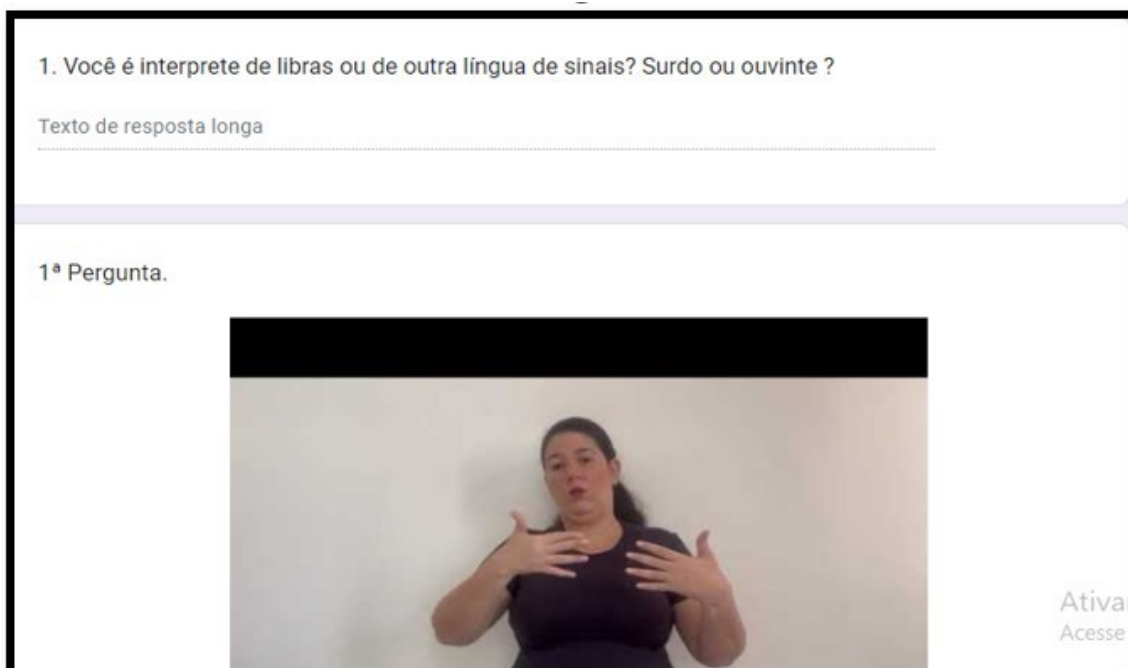 1. Você é interprete de libras ou de outra língua de sinais? Surdo ou ouvinte ?
Texto de resposta longa
1ª Pergunta.
Ativa
Acesse